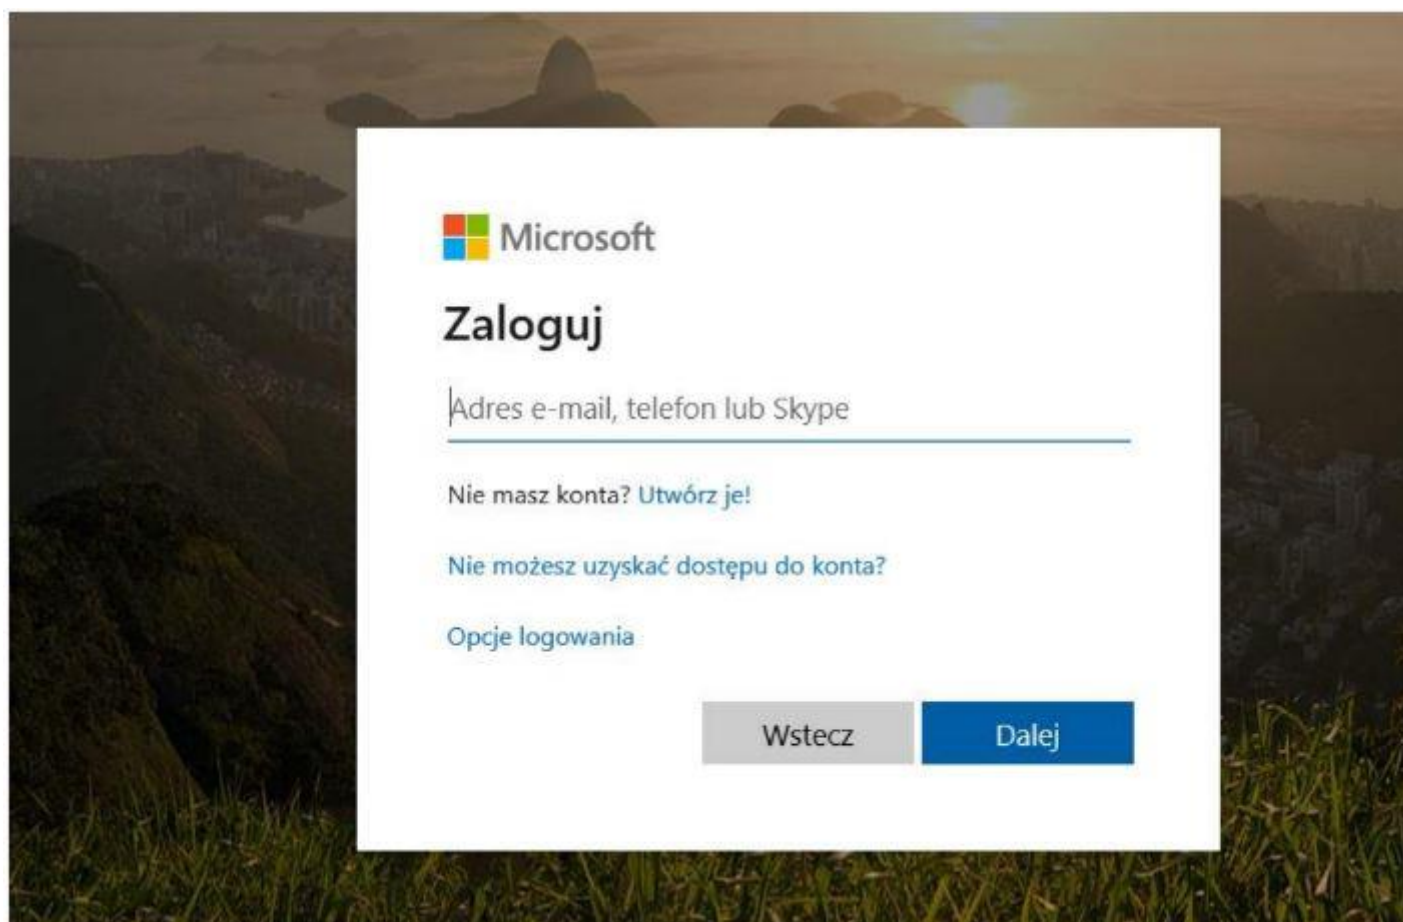 Microsoft
Zaloguj
Adres e-mail, telefon lub Skype
Nie masz konta? Utwórz je!
Nie możesz uzyskać dostępu do konta?
Opcje logowania
Wstecz Dalej